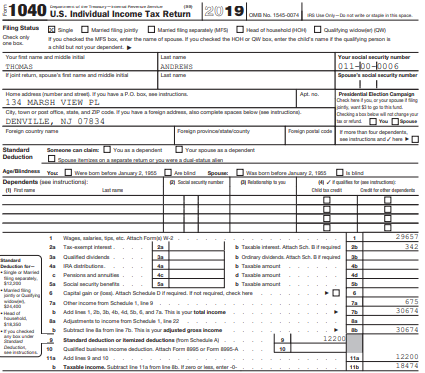 Form 1040 Department of the Treasury—Internal Revenue Service (99)
U.S. Individual Income Tax Return 2019 OMB No. 1545-0074 IRS Use Only—Do not write or staple in this space.
Filing Status
Check only one box.
Single Married filing jointly Married filing separately (MFS) Head of household (HOH) Qualifying widow(er) (QW)
If you checked the MFS box, enter the name of spouse. If you checked the HOH or QW box, enter the child's name if the qualifying person is
a child but not your dependent.
Your first name and middle initial Last name Your social security number
THOMAS ANDREWS 011-00-0006
If joint return, spouse's first name and middle initial Last name Spouse's social security number
Home address (number and street). If you have a P.O. box, see instructions. Apt. no.
134 MARSH VIEW PL
City, town or post office, state, and ZIP code. If you have a foreign address, also complete spaces below (see instructions).
DENVILLE, NJ 07834
Foreign country name Foreign province/state/county Foreign postal code
Presidential Election Campaign
Check here if you, or your spouse if filing
jointly, want $3 to go to this fund.
Checking a box below will not change your
tax or refund. You Spouse
If more than four dependents,
see instructions and ✓ here
Standard Deduction
Someone can claim: You as a dependent Your spouse as a dependent
Spouse itemizes on a separate return or you were a dual-status alien
Age/Blindness You: Were born before January 2, 1955 Are blind Spouse: Was born before January 2, 1955 Is blind
Dependents (see instructions): (2) Social security number (3) Relationship to you (4) ✓ if qualifies for (see instructions):
(1) First name Last name Child tax credit Credit for other dependents
1 Wages, salaries, tips, etc. Attach Form(s) W-2 1 29657
2a Tax-exempt interest 2a b Taxable interest. Attach Sch. B if required 2b 342
3a Qualified dividends 3a b Ordinary dividends. Attach Sch. B if required 3b
4a IRA distributions 4a b Taxable amount 4b
c Pensions and annuities 4c d Taxable amount 4d
5a Social security benefits 5a b Taxable amount 5b
6 Capital gain or (loss). Attach Schedule D if required. If not required, check here 6
7a Other income from Schedule 1, line 9 7a 675
b Add lines 1, 2b, 3b, 4b, 4d, 5b, 6, and 7a. This is your total income 7b 30674
8a Adjustments to income from Schedule 1, line 22 8a
b Subtract line 8a from line 7b. This is your adjusted gross income 8b 30674
9 Standard deduction or itemized deductions (from Schedule A) 9 12200
10 Qualified business income deduction. Attach Form 8995 or Form 8995-A 10
11a Add lines 9 and 10 11a 12200
b Taxable income. Subtract line 11a from line 8b. If zero or less, enter -0- 11b 18474
Standard Deduction for—
• Single or Married filing separately, $12,200
• Married filing jointly or Qualifying widow(er), $24,400
• Head of household, $18,350
• If you checked any box under Standard Deduction, see instructions.